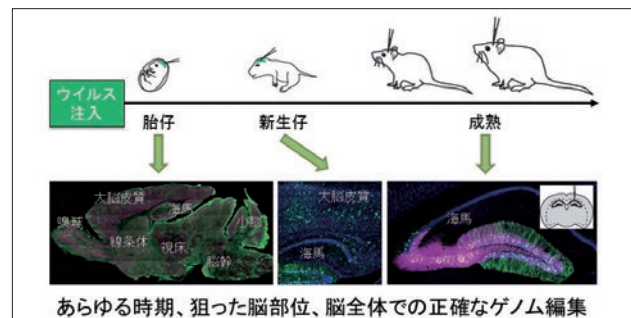 ウイルス
注入
胎仔
新生仔
成熟
大脳皮質
海馬
嗅球
小脳
線条体
視床
脳幹
大脳皮質
海馬
海馬
あらゆる時期、狙った脳部位、脳全体での正確なゲノム編集